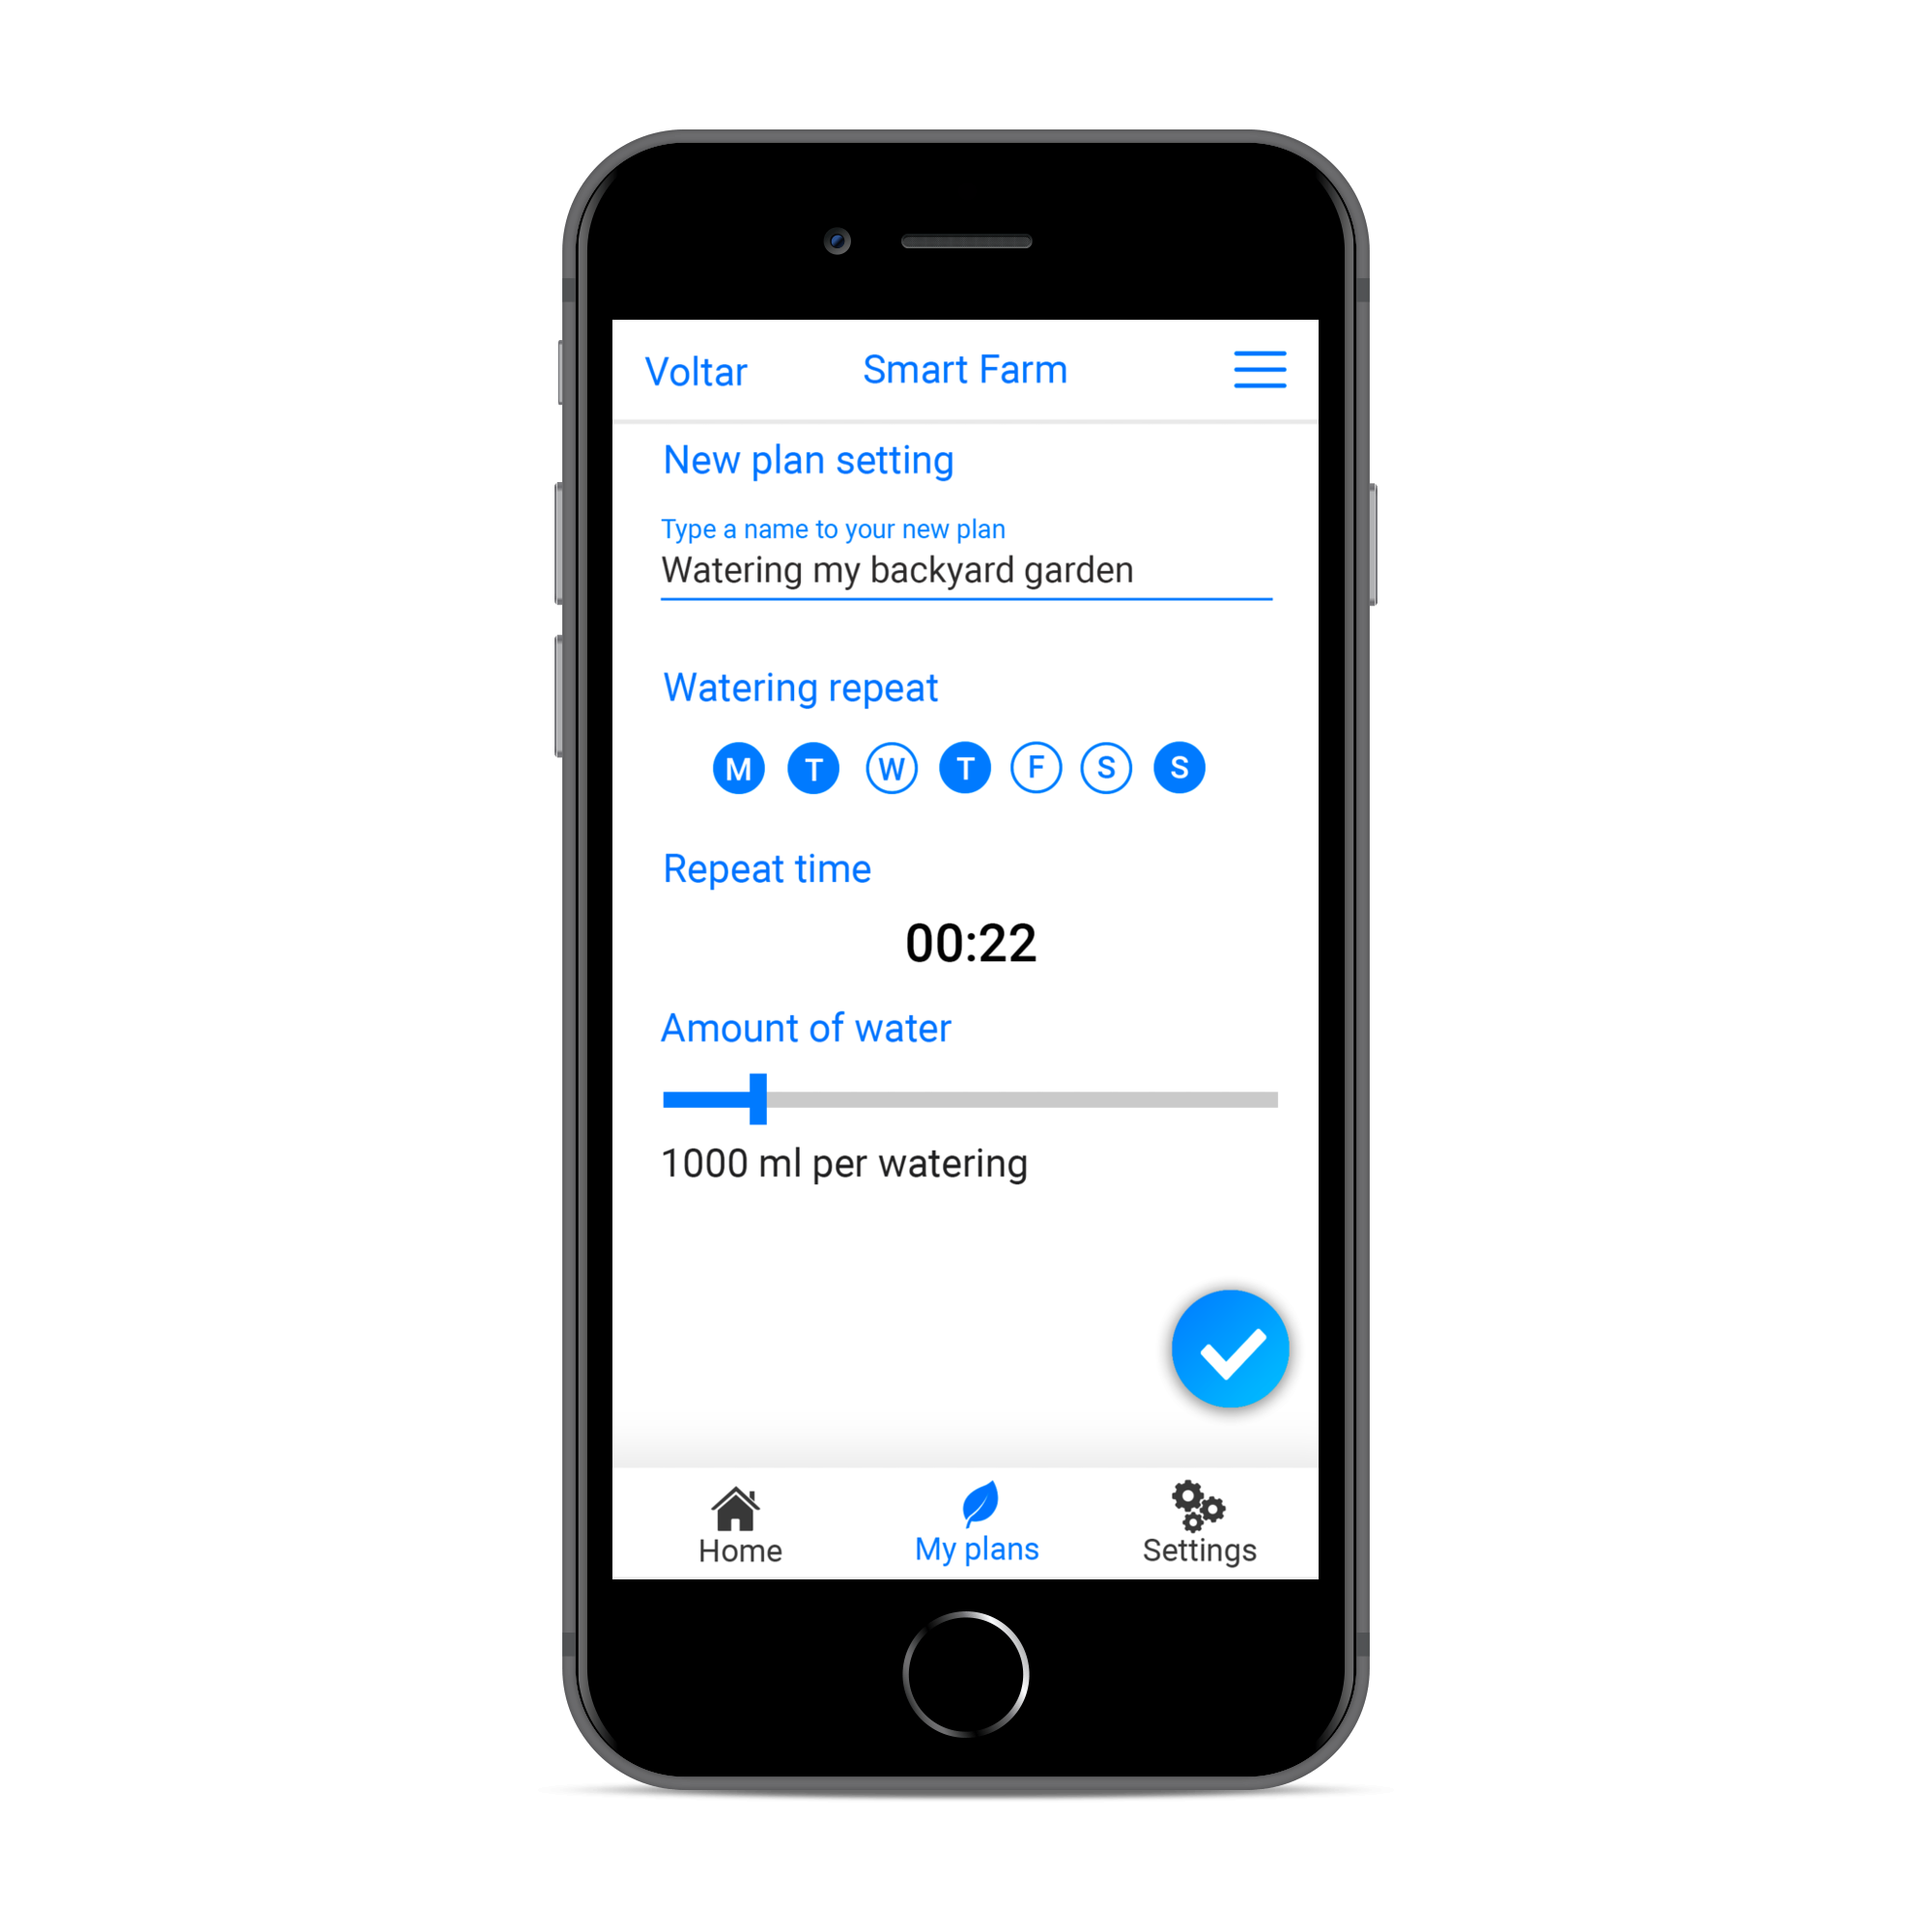 Voltar Smart Farm
New plan setting
Type a name to your new plan
Watering my backyard garden
Watering repeat
M T W T F S S
Repeat time
00:22
Amount of water
1000 ml per watering
Home My plans Settings